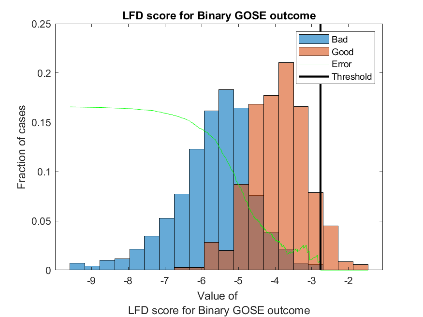 LFD score for Binary GOSE outcome
0.25
0.2
0.15
0.1
0.05
0
Fraction of cases
Bad
Good
Error
Threshold
-9 -8 -7 -6 -5 -4 -3 -2
Value of
LFD score for Binary GOSE outcome